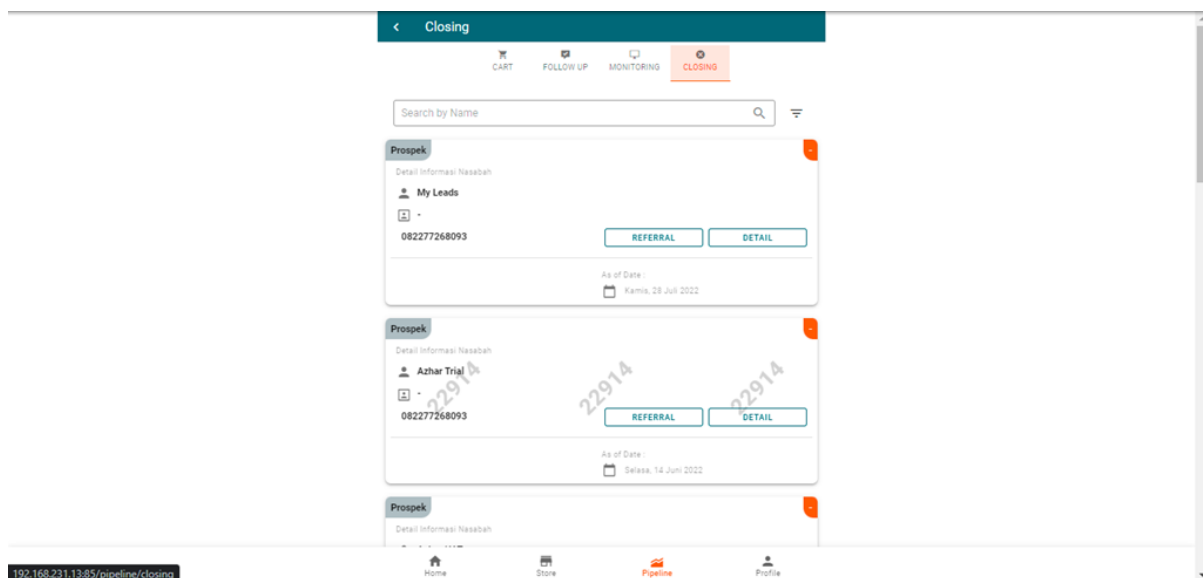 Closing
CART FOLLOW UP MONITORING CLOSING
Search by Name
Prospek -
Detail Informasi Nasabah
My Leads
-
082277268093 REFERRAL DETAIL
As of Date :
Kamis, 28 Juli 2022
Prospek -
Detail Informasi Nasabah
Azhar Trial
-
22914 22914 22914
082277268093 REFERRAL DETAIL
As of Date :
Selasa, 14 Juni 2022
Prospek -
Detail Informasi Nasabah
Home Store Pipeline Profile
192.168.231.13:85/pipeline/closing